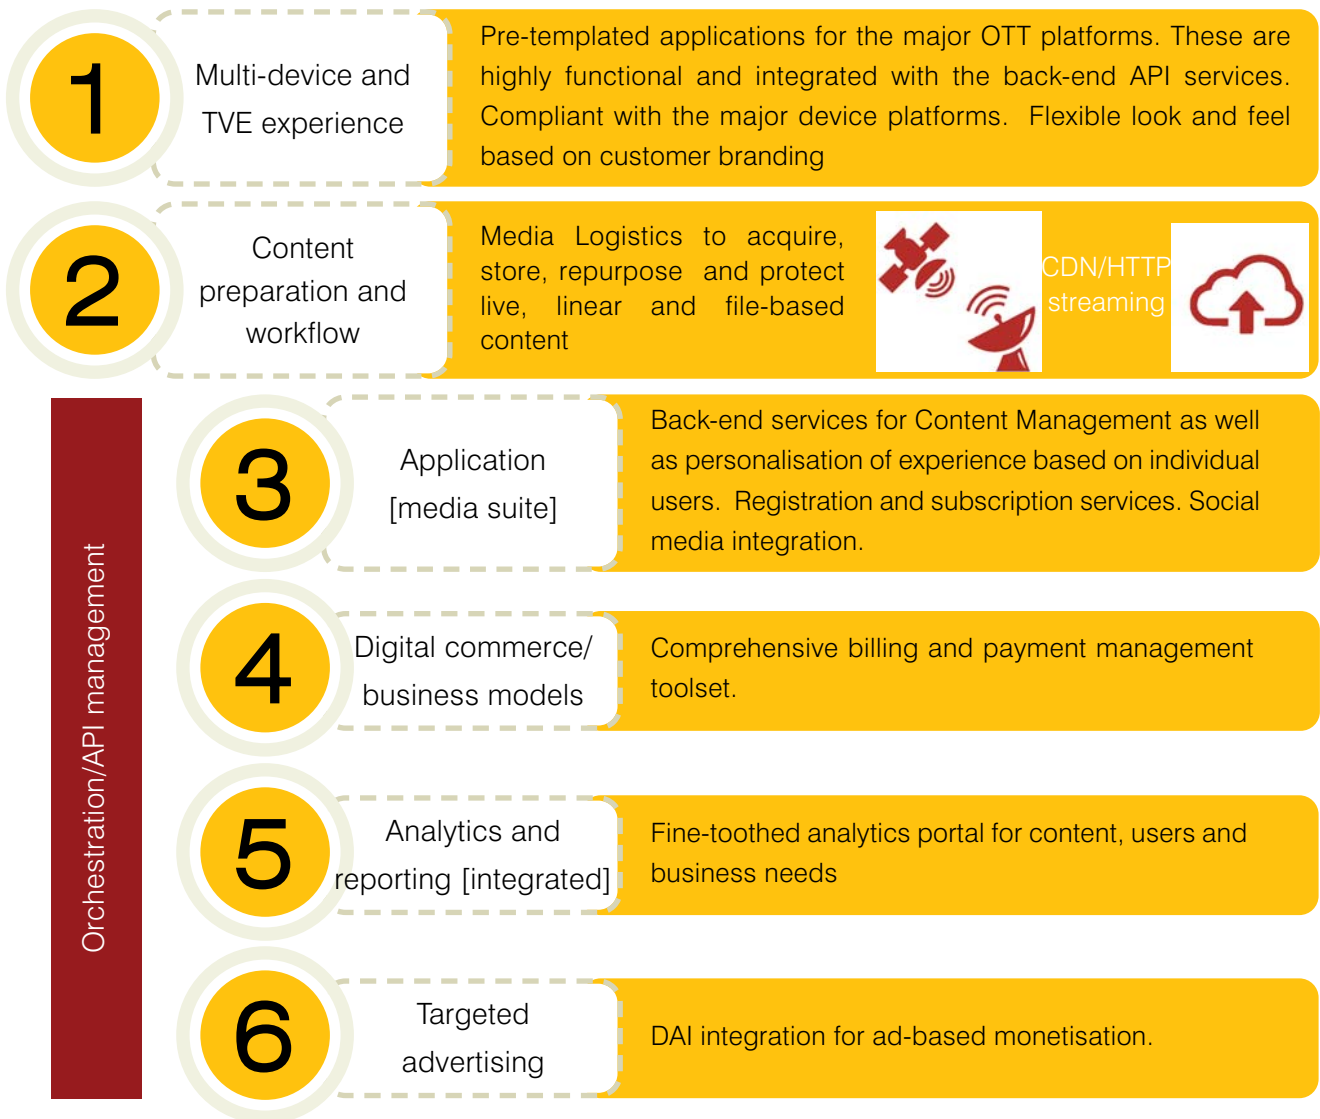 1
Multi-device and
TVE experience
Pre-templated applications for the major OTT platforms. These are
highly functional and integrated with the back-end API services.
Compliant with the major device platforms.  Flexible look and feel
based on customer branding
2
Content
preparation and
workflow
Media Logistics to acquire,
store, repurpose  and protect
live, linear and file-based
content
CDN/HTTP
streaming
Orchestration/API management
3
Application
[media suite]
Back-end services for Content Management as well
as personalisation of experience based on individual
users.  Registration and subscription services. Social
media integration.
4
Digital commerce/
business models
Comprehensive billing and payment management
toolset.
5
Analytics and
reporting [integrated]
Fine-toothed analytics portal for content, users and
business needs
6
Targeted
advertising
DAI integration for ad-based monetisation.